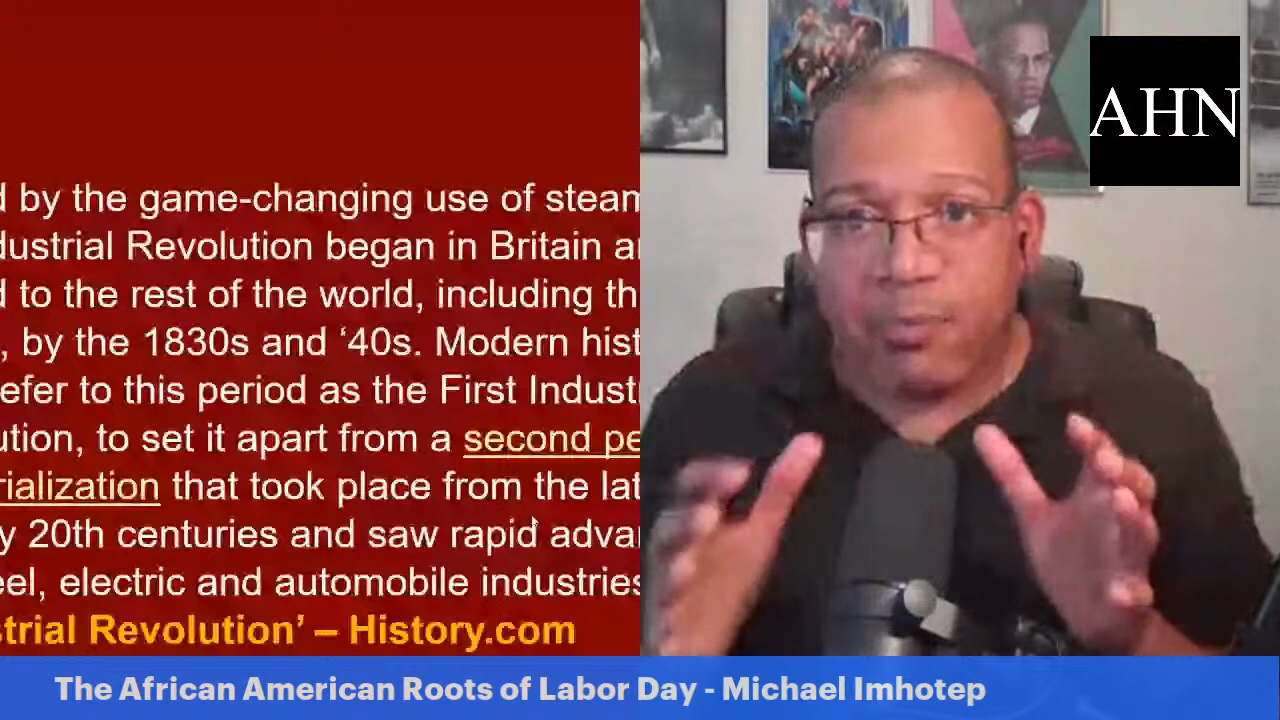 d by the game-changing use of steam
dustrial Revolution began in Britain a
d to the rest of the world, including th
, by the 1830s and ‘40s. Modern hist
efer to this period as the First Industr
ution, to set it apart from a second pe
rialization that took place from the lat
y 20th centuries and saw rapid adva
eel, electric and automobile industries
strial Revolution’ – History.com
AHN
The African American Roots of Labor Day - Michael Imhotep